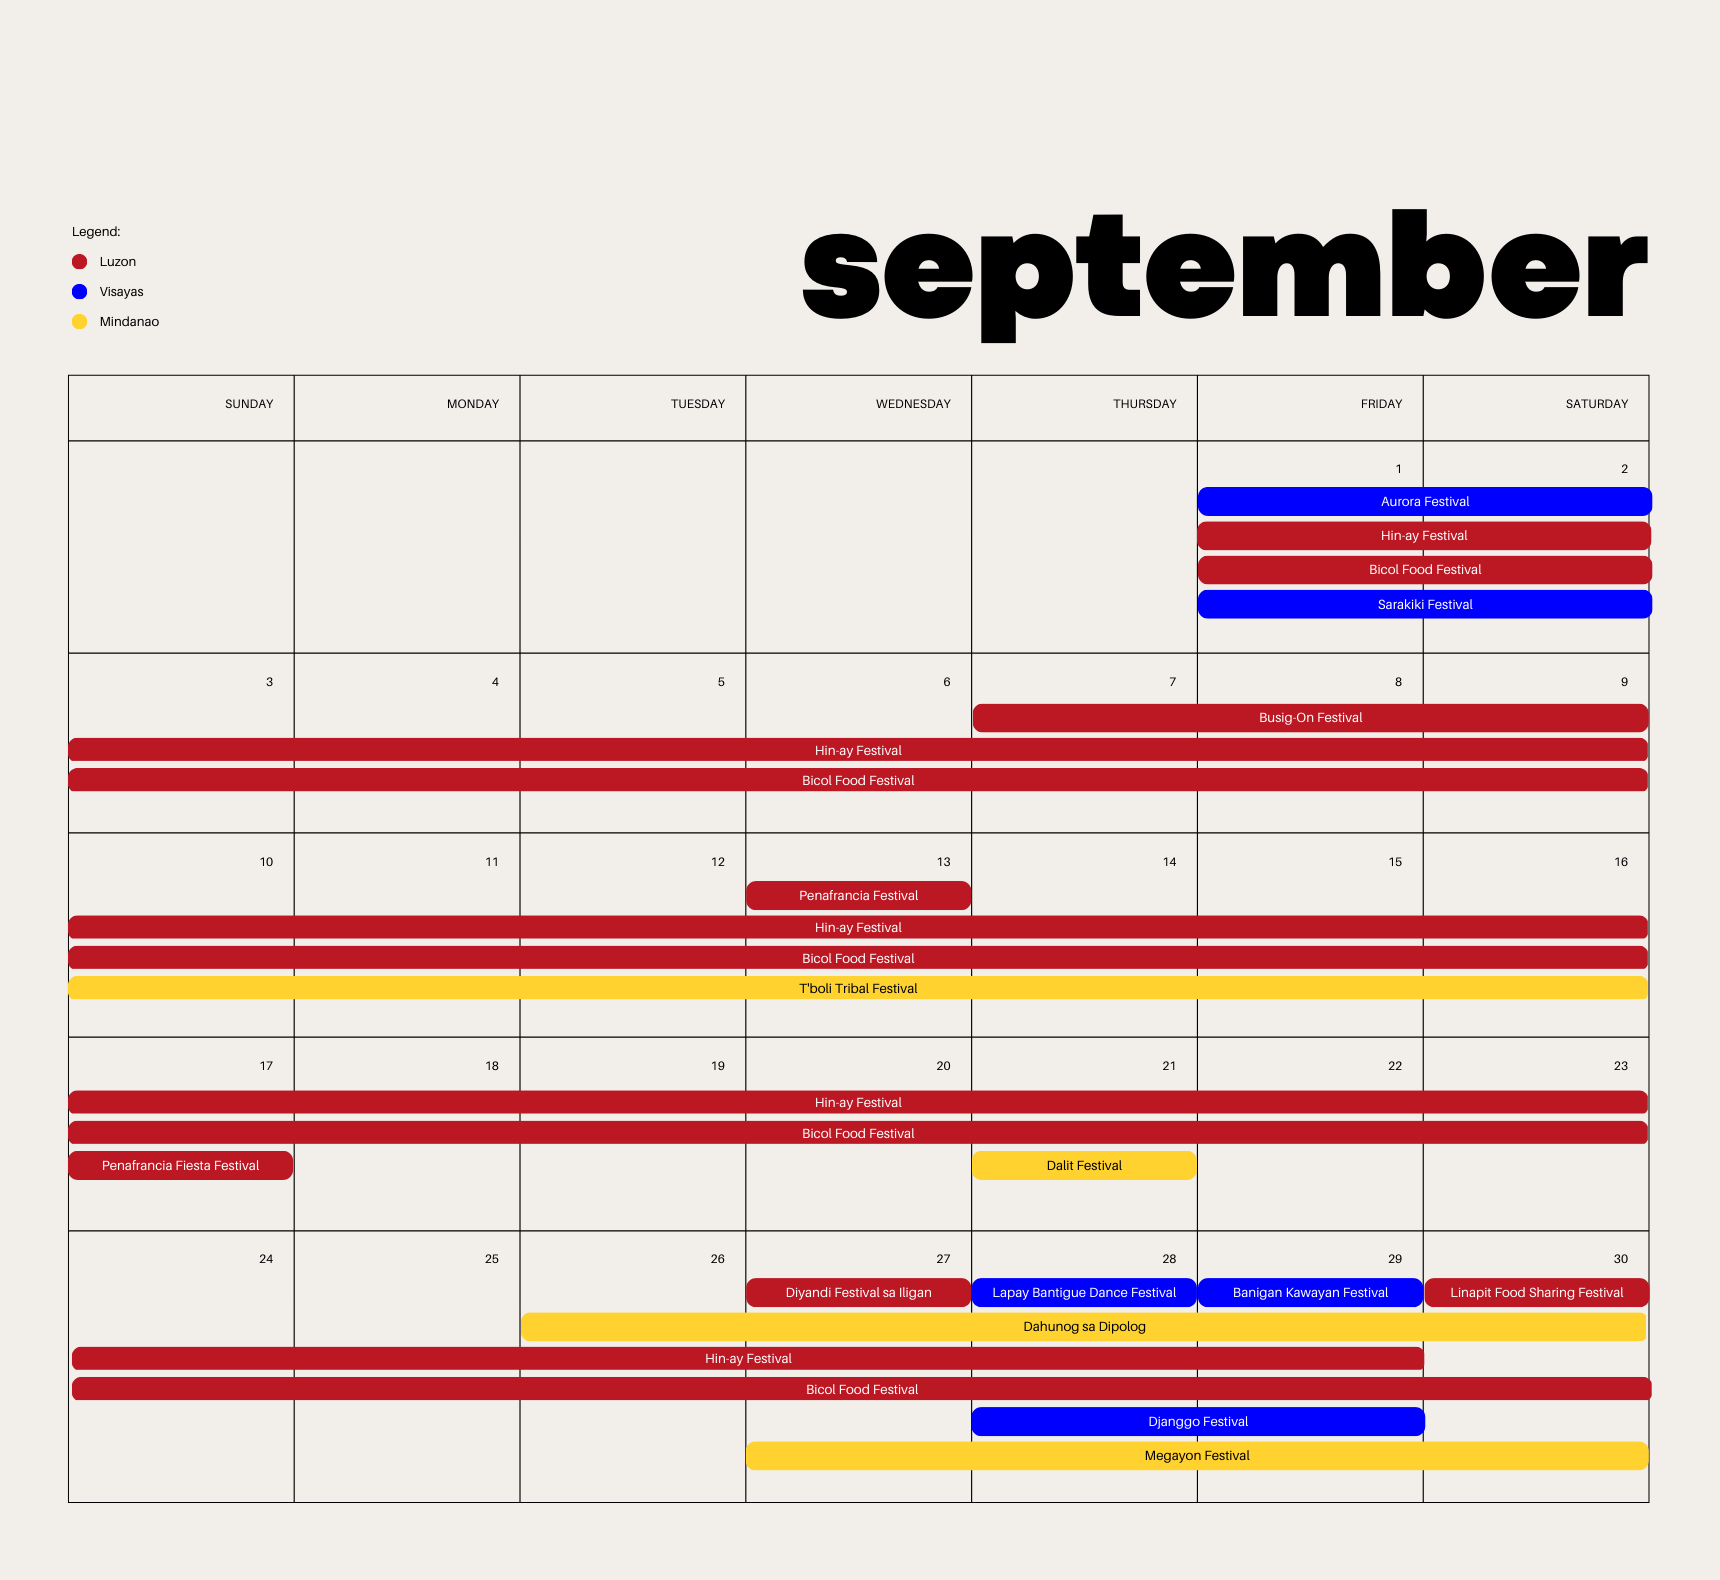 september
Legend:
Luzon
Visayas
Mindanao
SUNDAY MONDAY TUESDAY WEDNESDAY THURSDAY FRIDAY SATURDAY
1 2
Aurora Festival
Hin-ay Festival
Bicol Food Festival
Sarakiki Festival
3 4 5 6 7 8 9
Busig-On Festival
Hin-ay Festival
Bicol Food Festival
10 11 12 13 14 15 16
Penafrancia Festival
Hin-ay Festival
Bicol Food Festival
T'boli Tribal Festival
17 18 19 20 21 22 23
Hin-ay Festival
Bicol Food Festival
Penafrancia Fiesta Festival Dalit Festival
24 25 26 27 28 29 30
Diyandi Festival sa Iligan Lapay Bantigue Dance Festival Banigan Kawayan Festival Linapit Food Sharing Festival
Dahunog sa Dipolog
Hin-ay Festival
Bicol Food Festival
Djanggo Festival
Megayon Festival